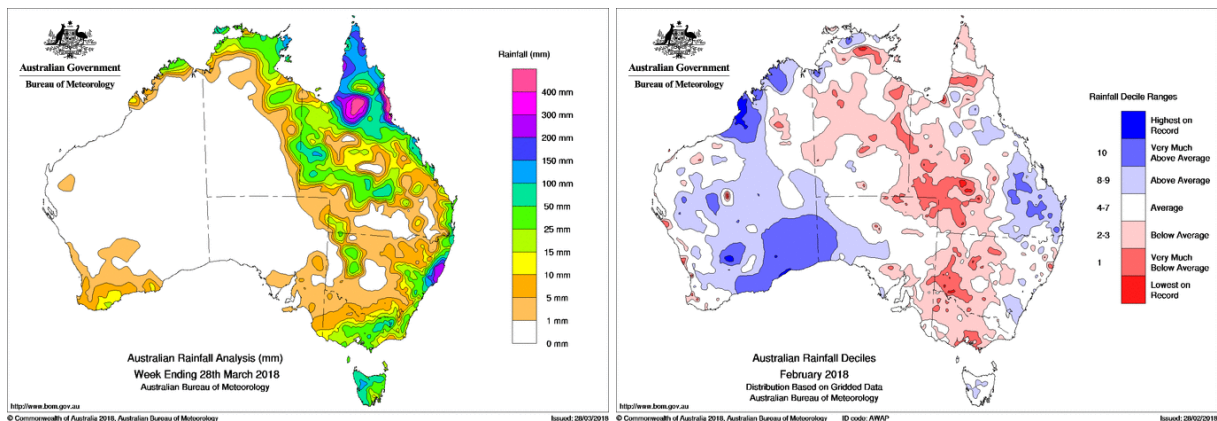 Australian Government
Bureau of Meteorology
Rainfall (mm)
400 mm
300 mm
200 mm
150 mm
100 mm
50 mm
25 mm
15 mm
10 mm
5 mm
1 mm
0 mm
Australian Rainfall Analysis (mm)
Week Ending 28th March 2018
Australian Bureau of Meteorology
http://www.bom.gov.au
© Commonwealth of Australia 2018, Australian Bureau of Meteorology
Issued: 28/03/2018
Australian Government
Bureau of Meteorology
Rainfall Decile Ranges
Highest on
Record
10 Very Much
Above Average
8-9 Above Average
4-7 Average
2-3 Below Average
1 Very Much
Below Average
Lowest on
Record
Australian Rainfall Deciles
February 2018
Distribution Based on Gridded Data
Australian Bureau of Meteorology
http://www.bom.gov.au
© Commonwealth of Australia 2018, Australian Bureau of Meteorology
ID code: AWAP
Issued: 28/02/2018